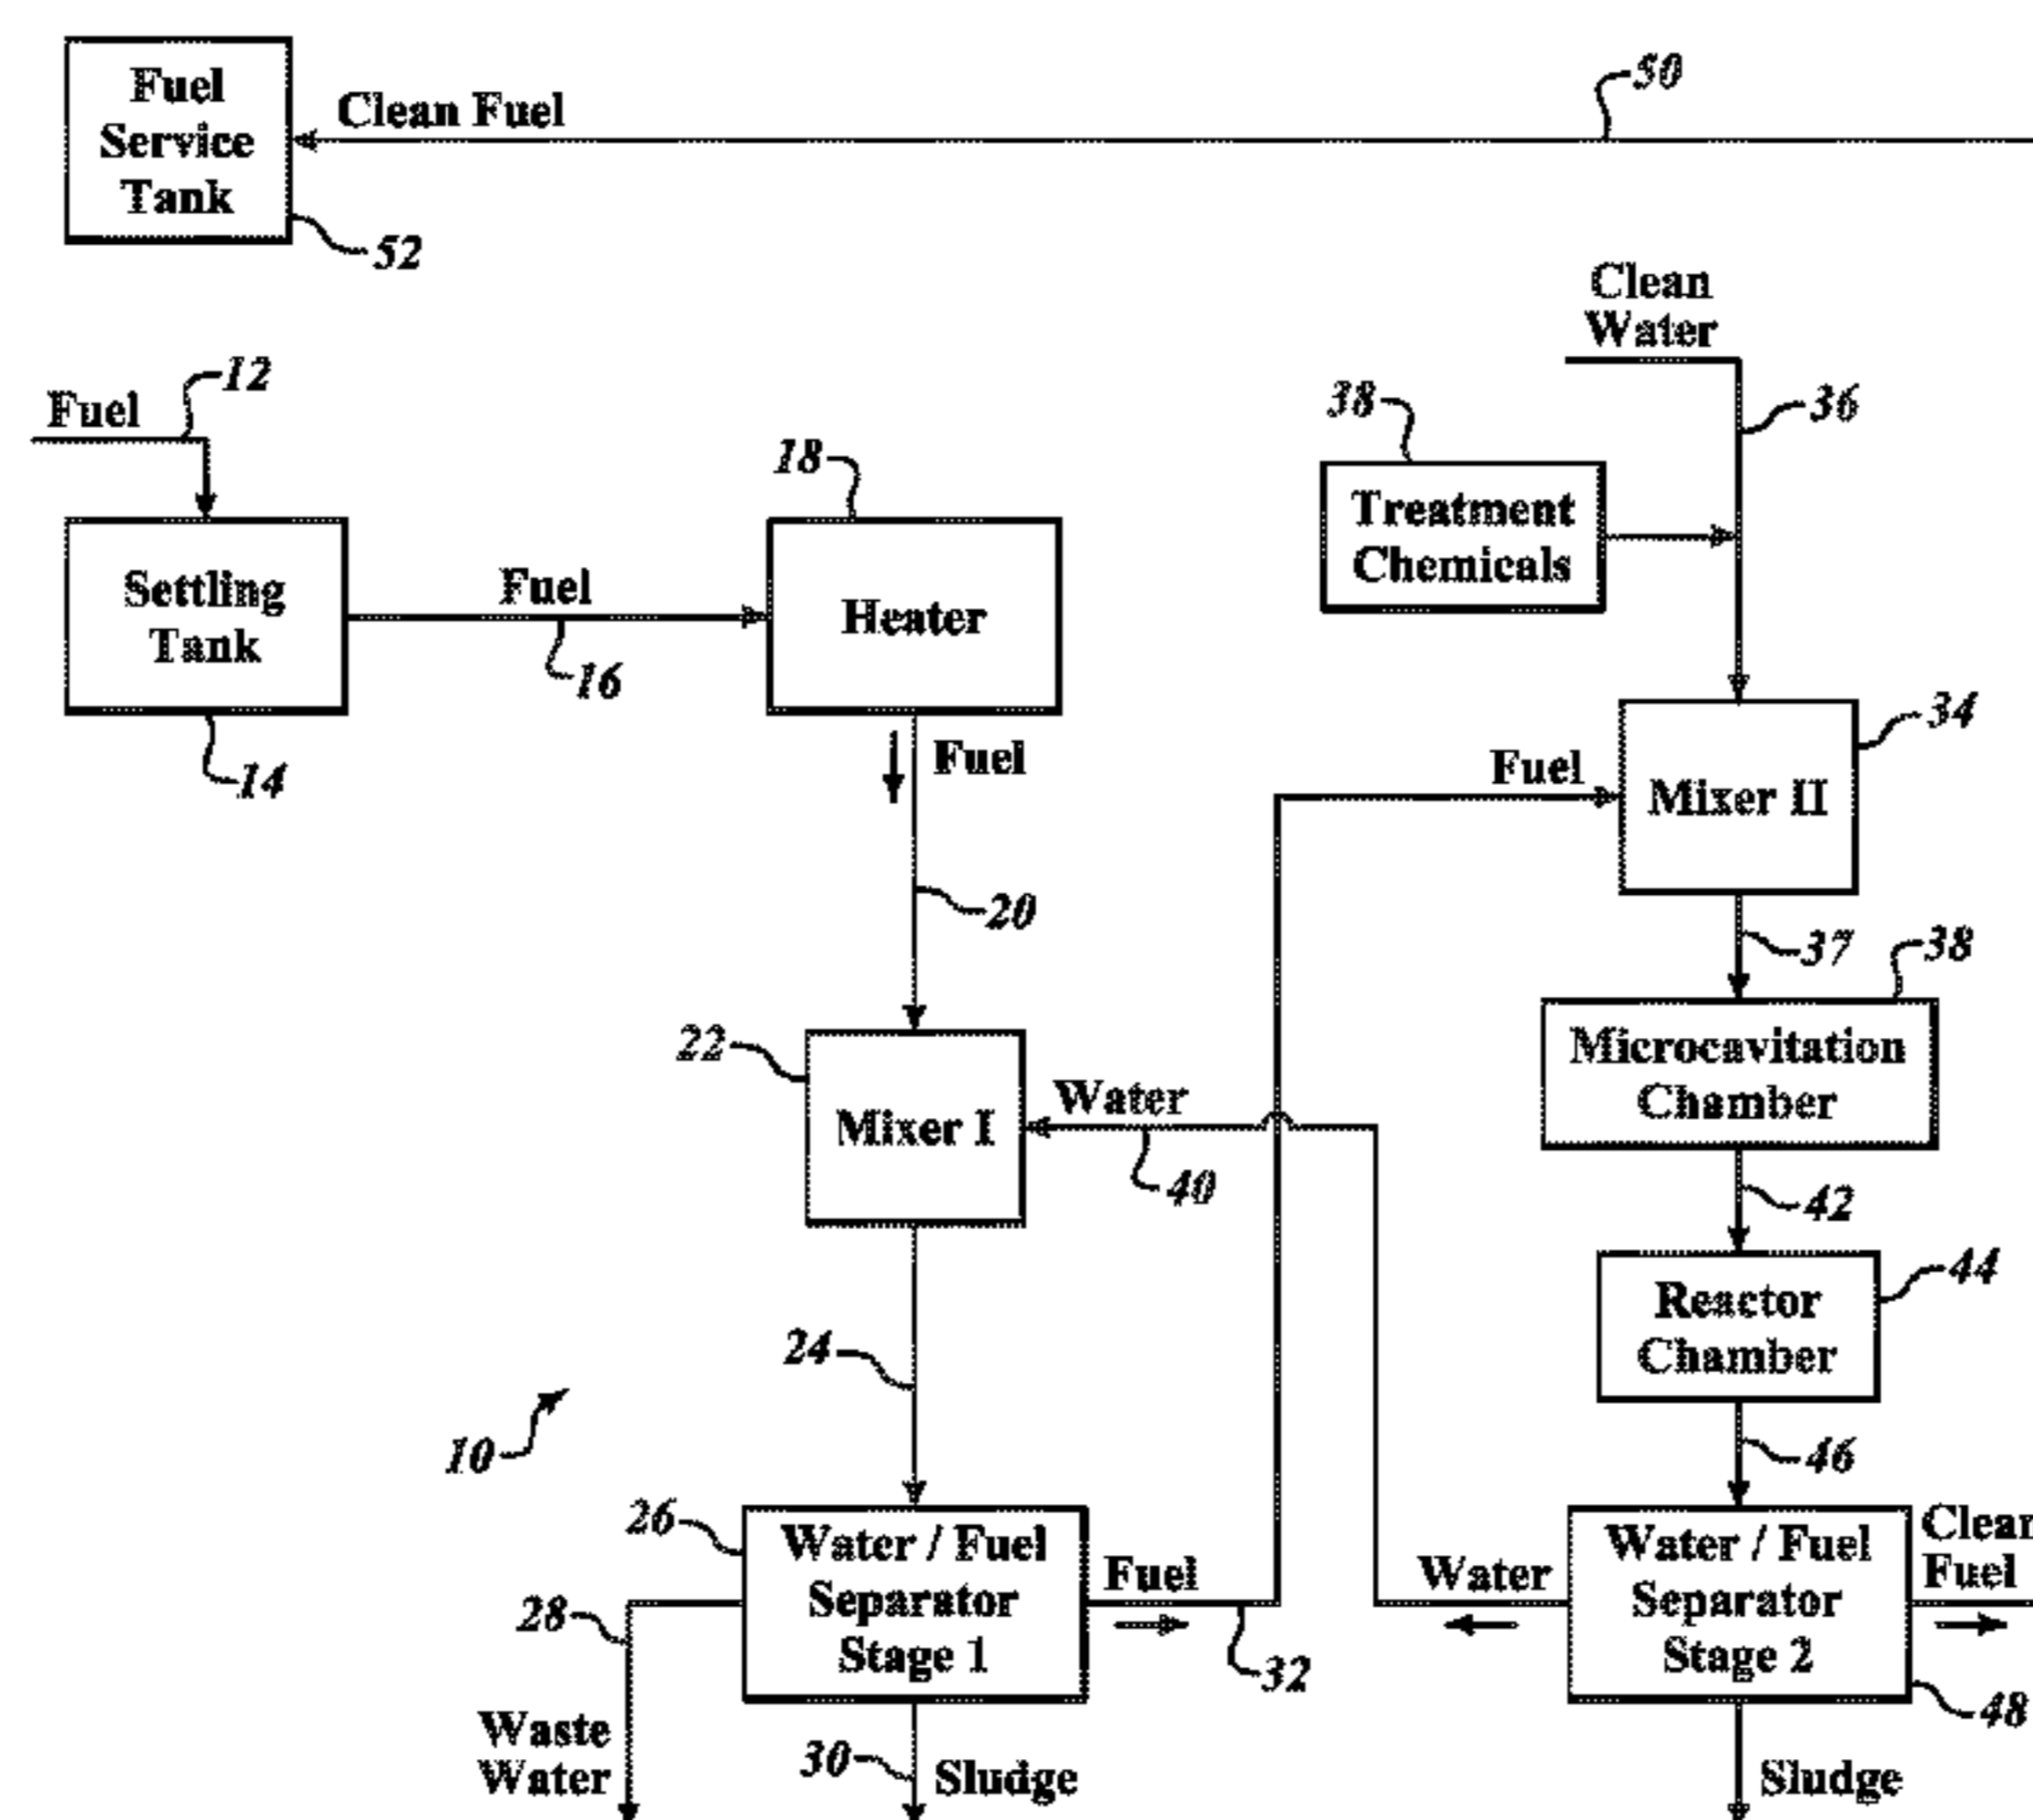 Fuel
Service
Tank
Clean Fuel
50
52
Clean
Water
12
Fuel
38
36
18
Treatment
Chemicals
Settling
Tank
Fuel
Heater
16
14
34
Fuel
Fuel
Mixer II
20
37
38
22
Microcavitation
Chamber
Water
Mixer I
40
42
44
Reactor
Chamber
24
10
46
26
Water / Fuel
Separator
Stage 1
Fuel
Water
Water / Fuel
Separator
Stage 2
Clean
Fuel
28
32
48
Waste
Water
30
Sludge
Sludge